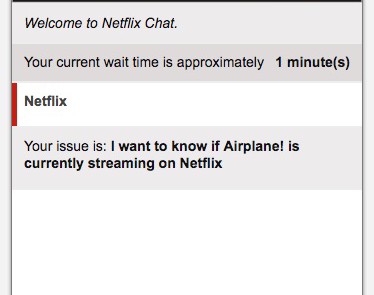 Welcome to Netflix Chat.
Your current wait time is approximately 1 minute(s)
Netflix
Your issue is: I want to know if Airplane! is
currently streaming on Netflix